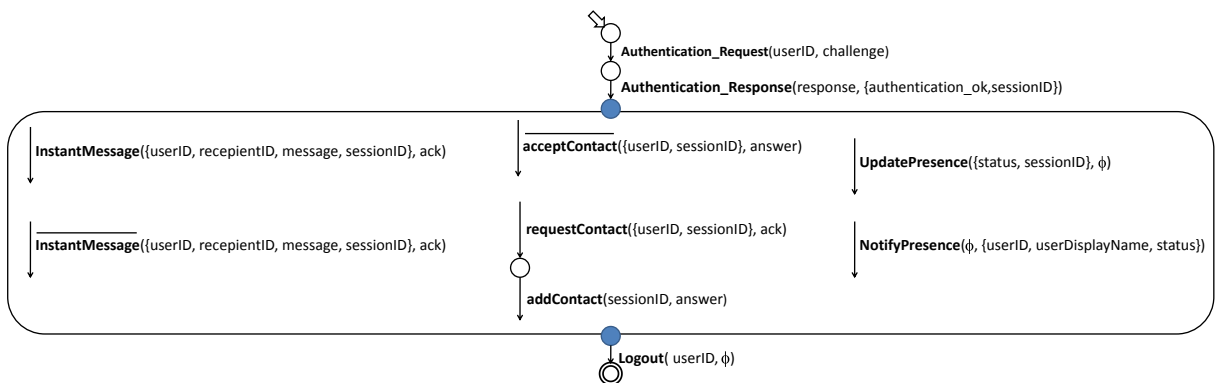 Authentication_Request(userID, challenge)
Authentication_Response(response, {authentication_ok,sessionID})
InstantMessage({userID, recepientID, message, sessionID}, ack)
acceptContact({userID, sessionID}, answer)
UpdatePresence({status, sessionID}, ϕ)
InstantMessage({userID, recepientID, message, sessionID}, ack)
requestContact({userID, sessionID}, ack)
NotifyPresence(ϕ, {userID, userDisplayName, status})
addContact(sessionID, answer)
Logout( userID, ϕ)